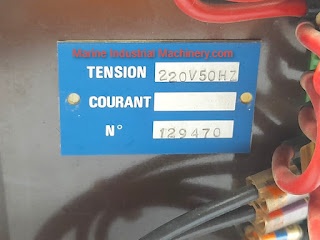 Marine Industrial Machinery.com
TENSION 220V50HZ
COURANT
N° 129470